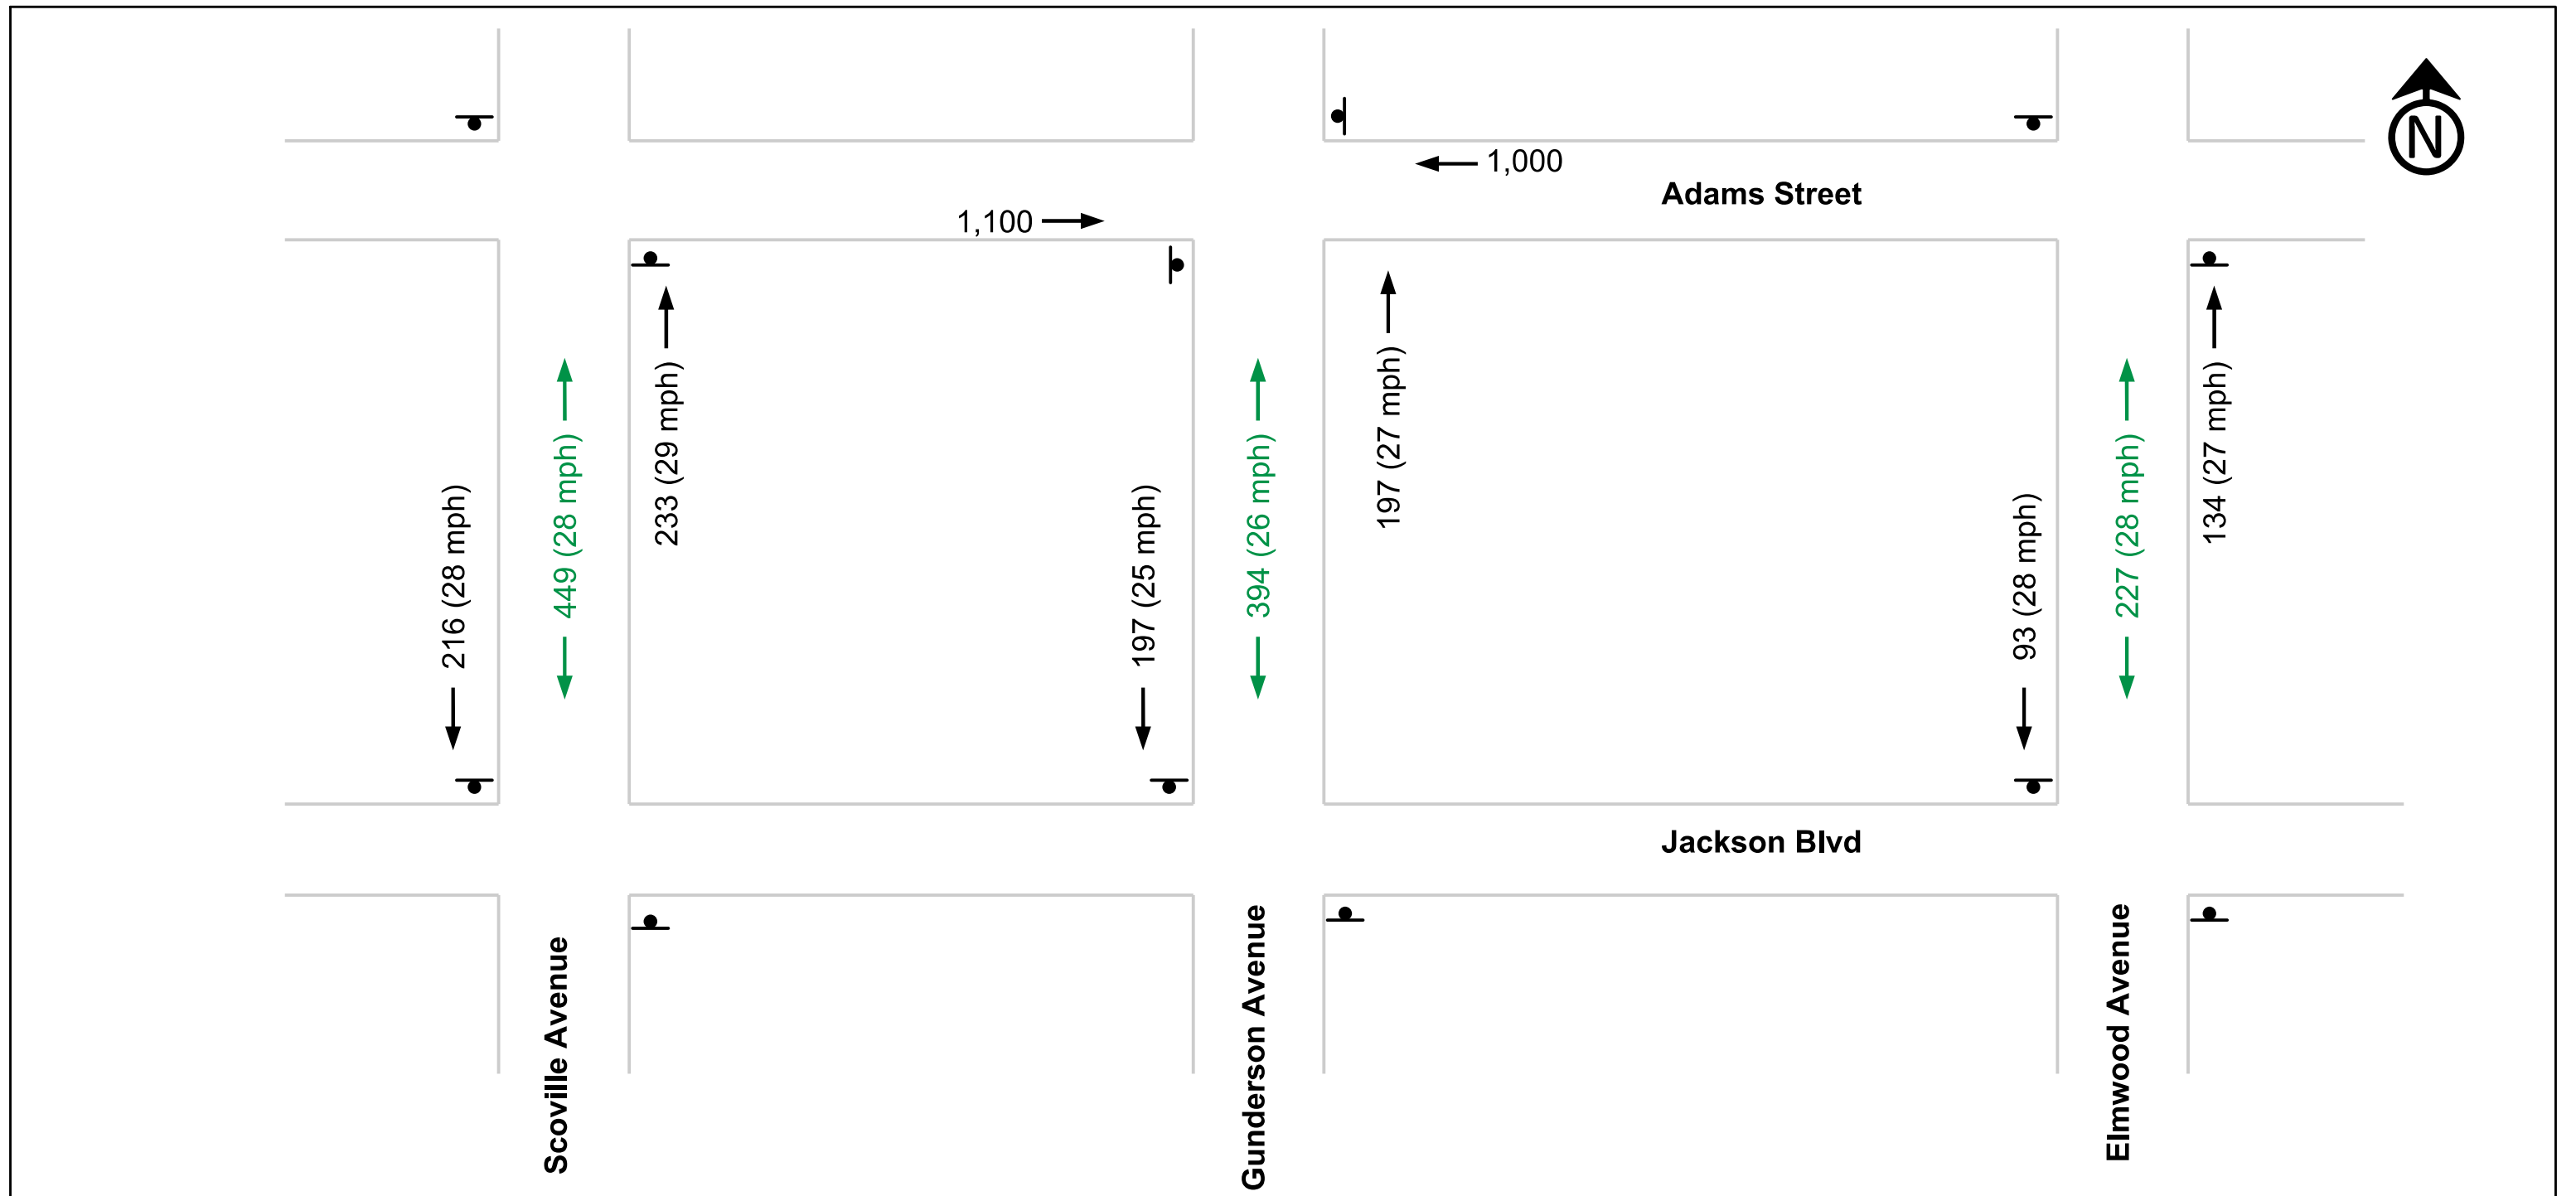 N
1,000
Adams Street
1,100
216 (28 mph)
449 (28 mph)
233 (29 mph)
197 (25 mph)
394 (26 mph)
197 (27 mph)
93 (28 mph)
227 (28 mph)
134 (27 mph)
Jackson Blvd
Scoville Avenue
Gunderson Avenue
Elmwood Avenue